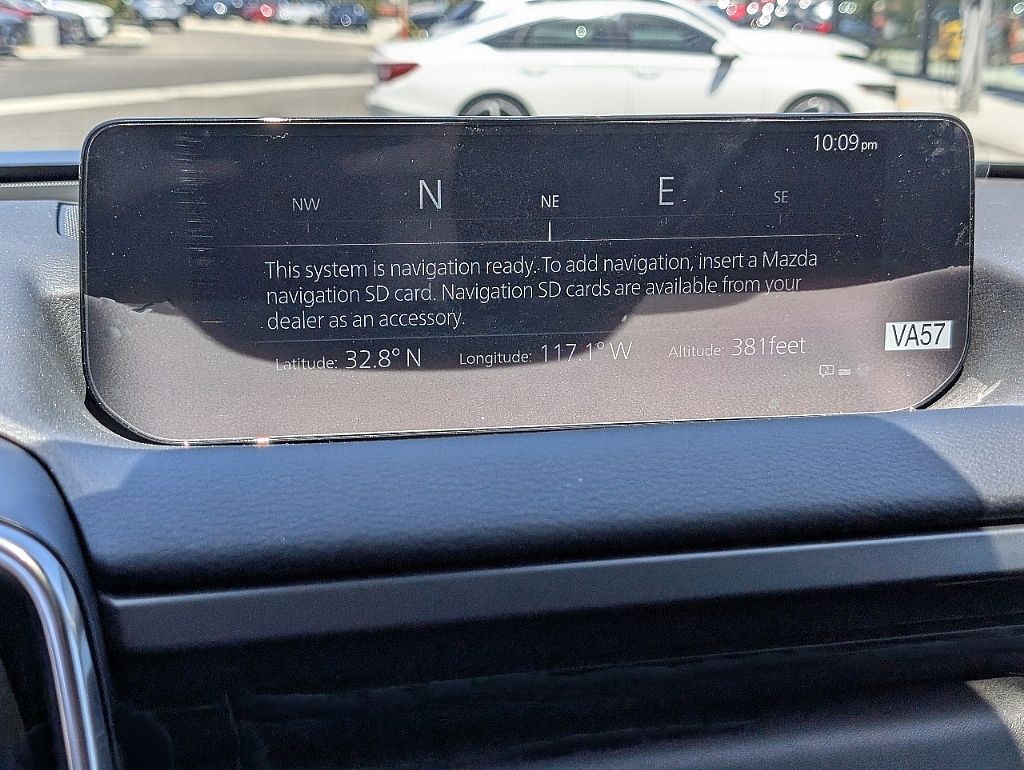 10:09pm
NW N NE E SE
This system is navigation ready. To add navigation, insert a Mazda
navigation SD card. Navigation SD cards are available from your
dealer as an accessory.
VA57
Latitude: 32.8° N Longitude: 117.1° W Altitude: 381feet